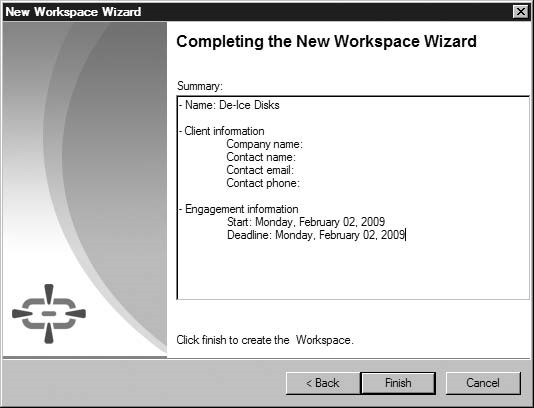 New Workspace Wizard
Completing the New Workspace Wizard
Summary:
- Name: De-Ice Disks
- Client information
Company name:
Contact name:
Contact email:
Contact phone:
- Engagement information
Start: Monday, February 02, 2009
Deadline: Monday, February 02, 2009
Click finish to create the Workspace.
< Back
Finish
Cancel